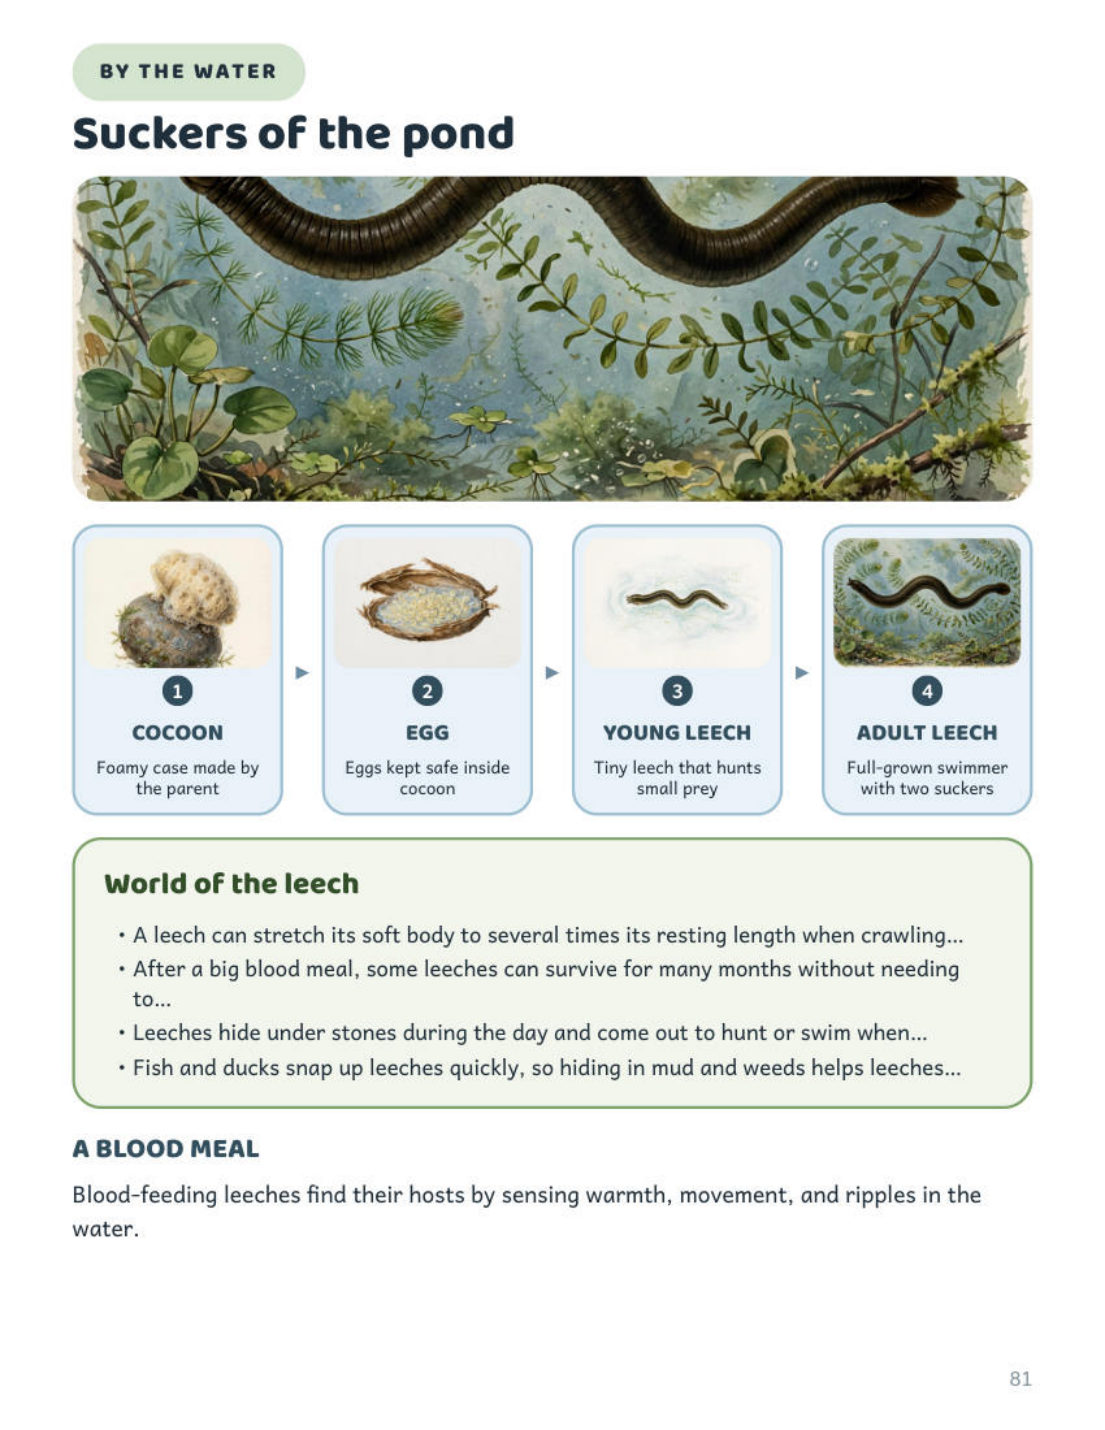 BY THE WATER
Suckers of the pond
1
COCOON
Foamy case made by
the parent
2
EGG
Eggs kept safe inside
cocoon
3
YOUNG LEECH
Tiny leech that hunts
small prey
4
ADULT LEECH
Full-grown swimmer
with two suckers
World of the leech
• A leech can stretch its soft body to several times its resting length when crawling...
• After a big blood meal, some leeches can survive for many months without needing
to...
• Leeches hide under stones during the day and come out to hunt or swim when...
• Fish and ducks snap up leeches quickly, so hiding in mud and weeds helps leeches...
A BLOOD MEAL
Blood-feeding leeches find their hosts by sensing warmth, movement, and ripples in the
water.
81